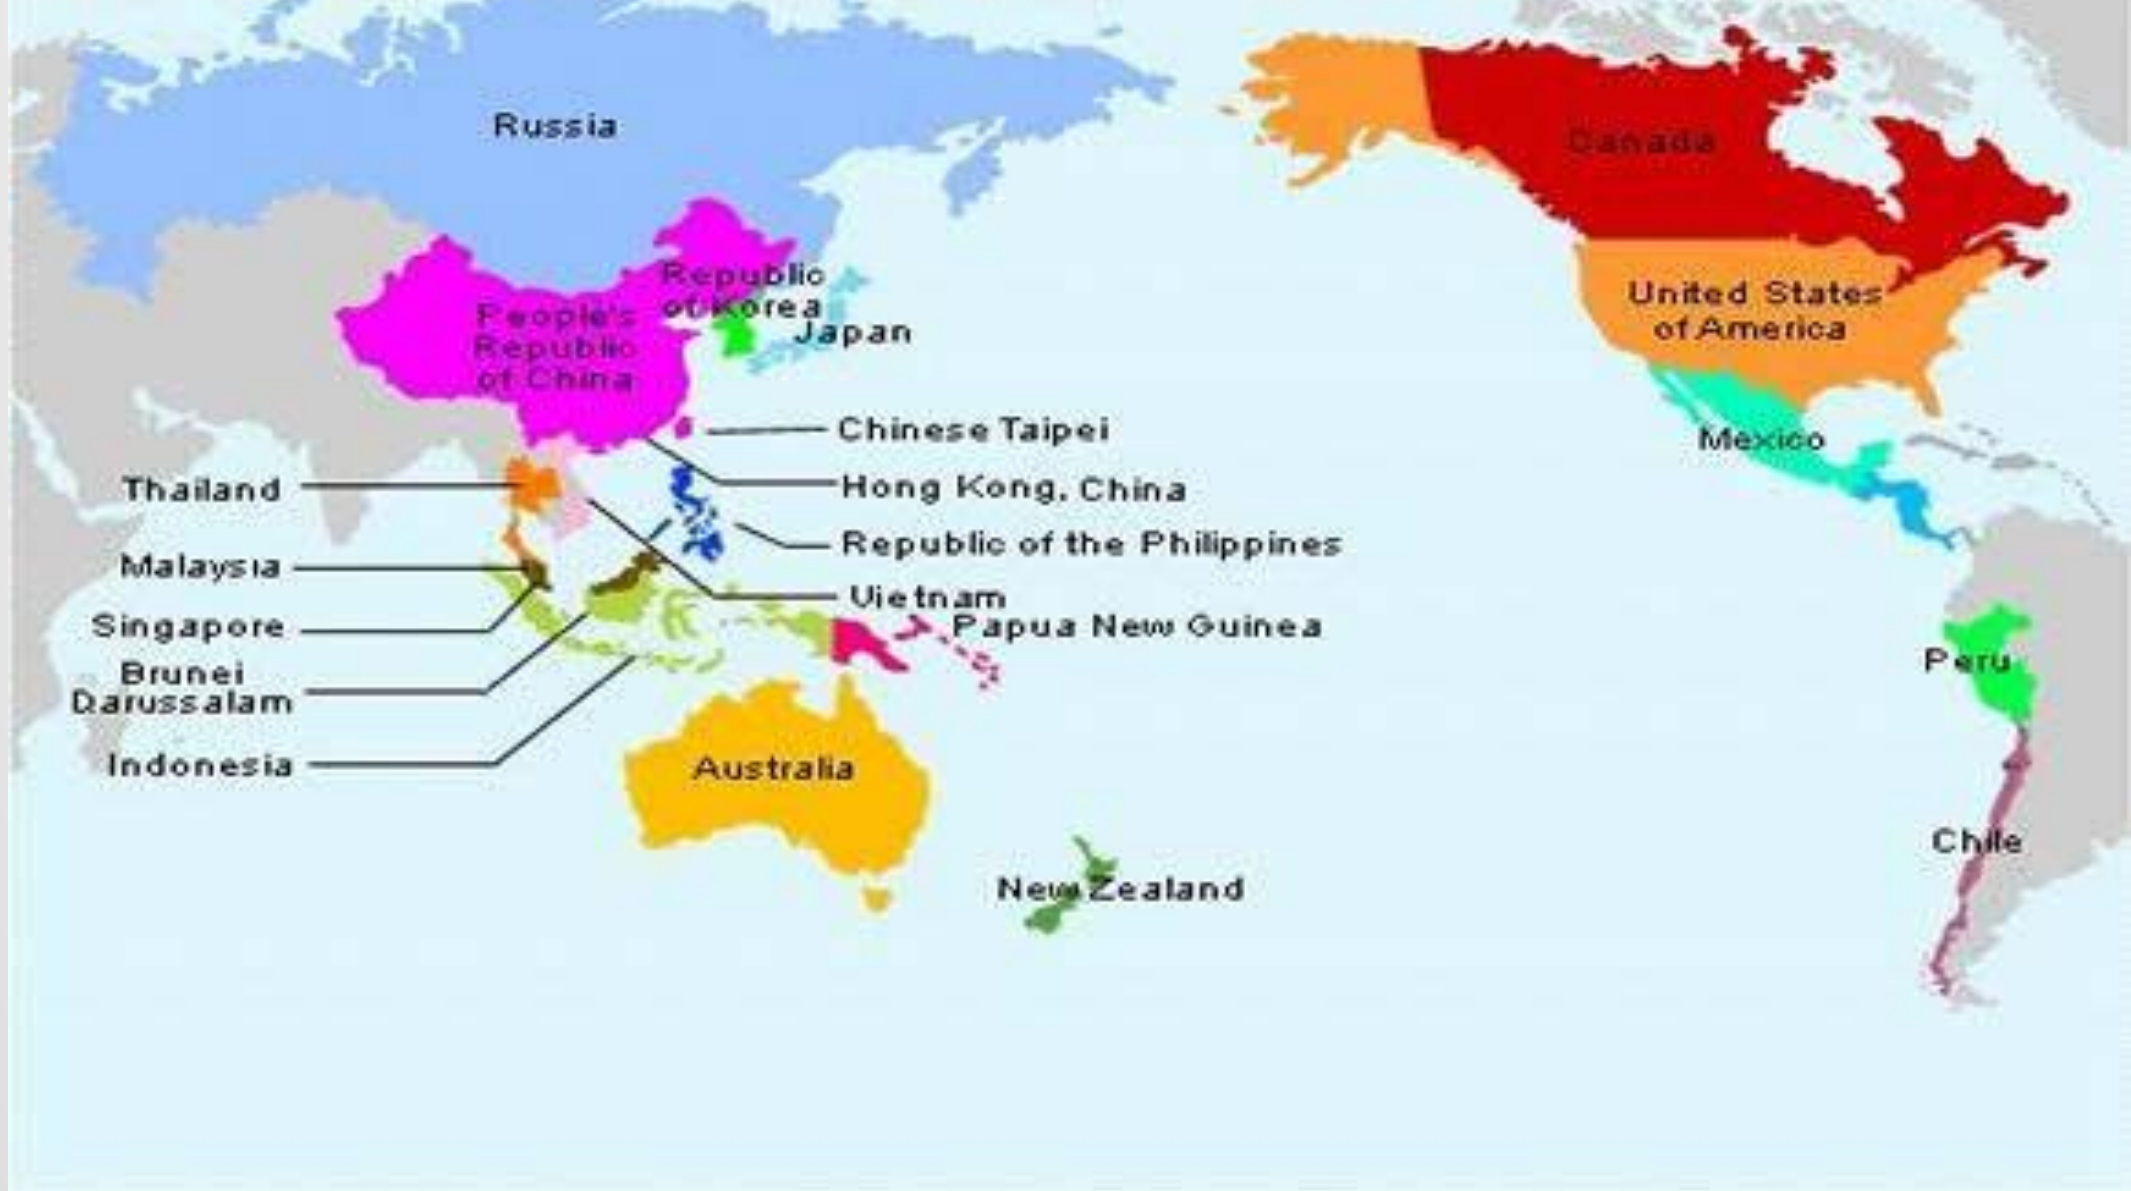 Russia
Canada
Republic
of Korea
People's
Republic
of China
Japan
United States
of America
Chinese Taipei
Mexico
Thailand
Hong Kong, China
Republic of the Philippines
Malaysia
Vietnam
Singapore
Papua New Guinea
Brunei
Darussalam
Peru
Indonesia
Australia
Chile
New Zealand